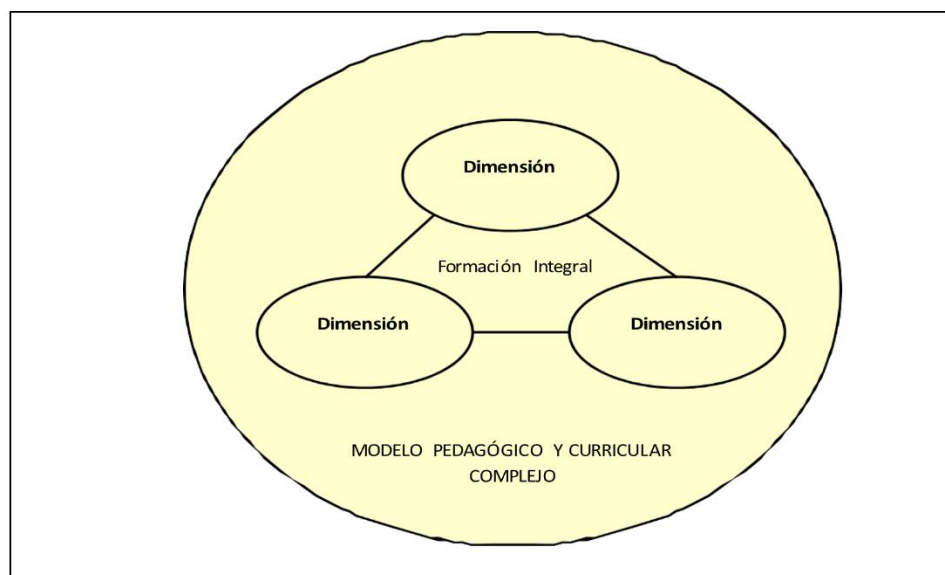 Dimensión
Formación Integral
Dimensión
Dimensión
MODELO PEDAGÓGICO Y CURRICULAR
COMPLEJO